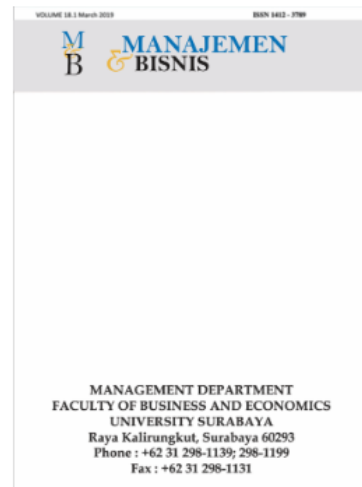 VOLUME 18.1 March 2019 ISSN 1412 - 3789
M&B
MANAJEMEN
& BISNIS
MANAGEMENT DEPARTMENT
FACULTY OF BUSINESS AND ECONOMICS
UNIVERSITY SURABAYA
Raya Kalirungkut, Surabaya 60293
Phone : +62 31 298-1139; 298-1199
Fax : +62 31 298-1131